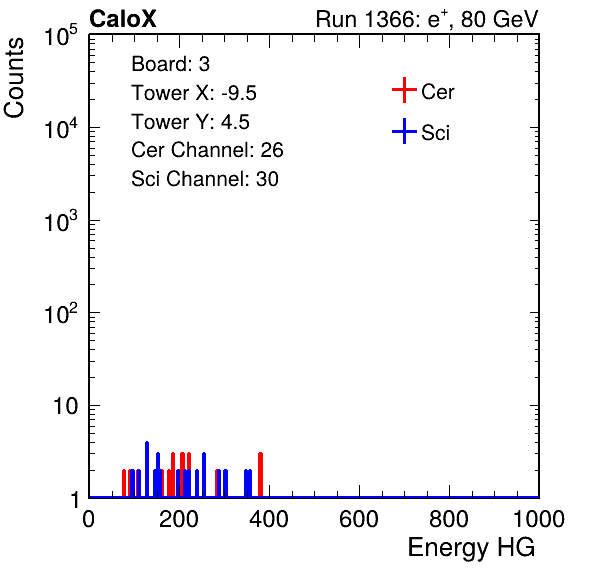 CaloX Run 1366: e⁺, 80 GeV
Counts
10⁵
10⁴
10³
10²
10
1
Board: 3
Tower X: -9.5
Tower Y: 4.5
Cer Channel: 26
Sci Channel: 30
Cer
Sci
0 200 400 600 800 1000
Energy HG